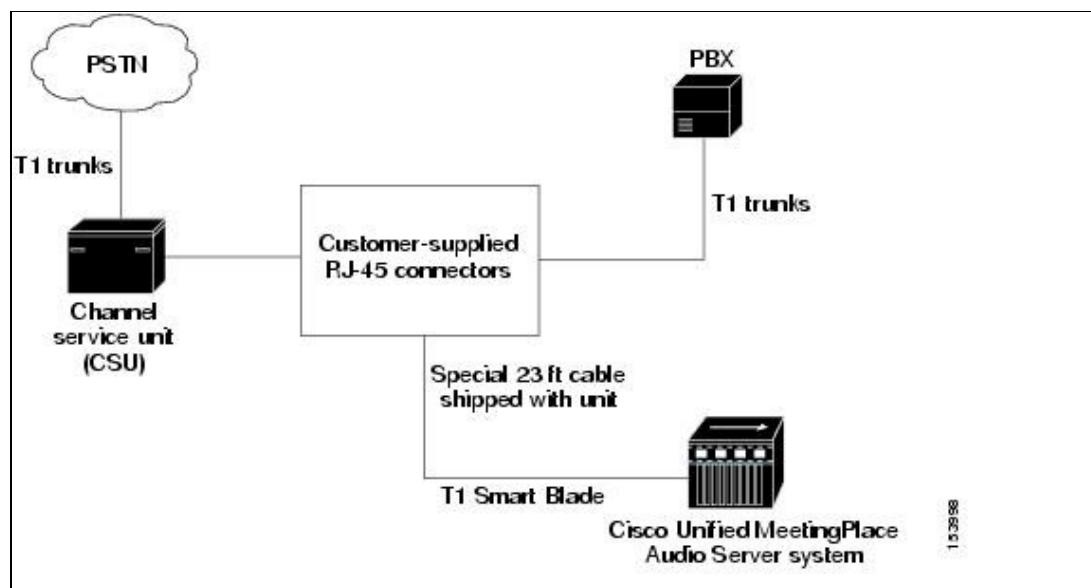 PSTN
PBX
T1 trunks
T1 trunks
Customer-supplied
RJ-45 connectors
Channel
service unit
(CSU)
Special 23 ft cable
shipped with unit
T1 Smart Blade
Cisco Unified MeetingPlace
Audio Server system
153998